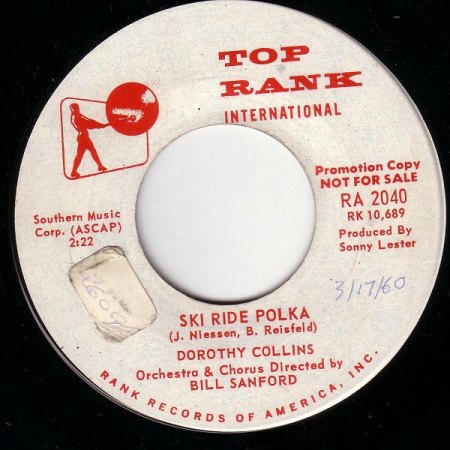 TOP
RANK
INTERNATIONAL
Promotion Copy
NOT FOR SALE
RA 2040
RK 10,689
Produced By
Sonny Lester
Southern Music
Corp. (ASCAP)
2:22
3/17/60
SKI RIDE POLKA
(J. Niessen, B. Reisfeld)
DOROTHY COLLINS
Orchestra & Chorus Directed by
BILL SANFORD
RANK RECORDS OF AMERICA, INC.